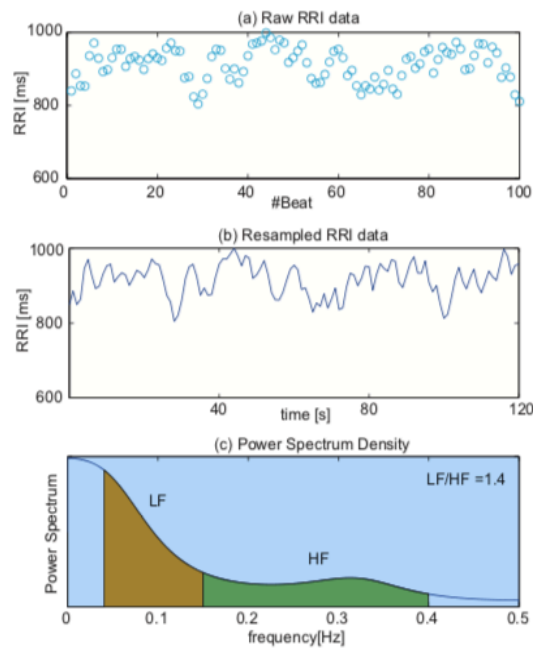 (a) Raw RRI data
1000
800
600
RRI [ms]
0 20 40 60 80 100
#Beat
(b) Resampled RRI data
1000
800
600
RRI [ms]
40 80 120
time [s]
(c) Power Spectrum Density
LF/HF =1.4
LF
HF
Power Spectrum
0 0.1 0.2 0.3 0.4 0.5
frequency[Hz]